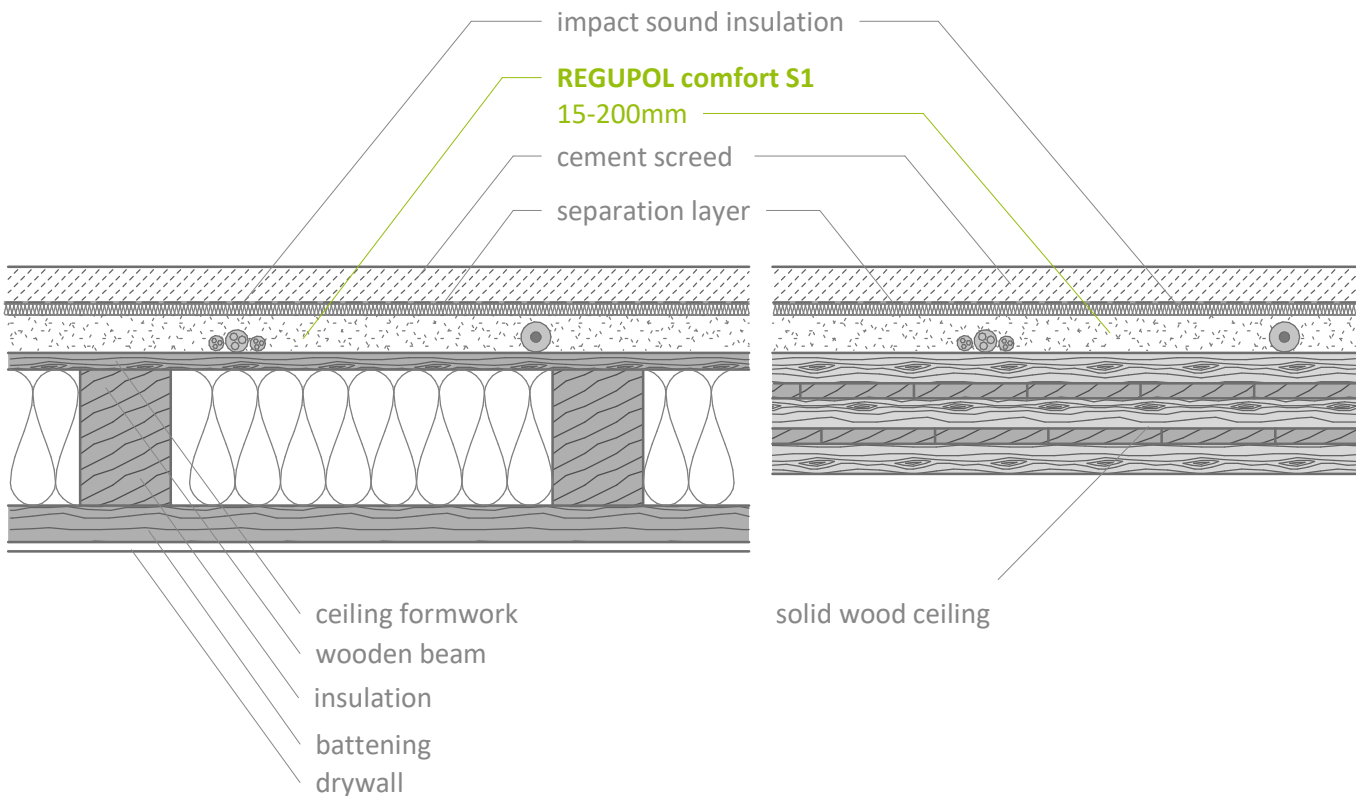 impact sound insulation
REGUPOL comfort S1
15-200mm
cement screed
separation layer
ceiling formwork
wooden beam
insulation
battening
drywall
solid wood ceiling